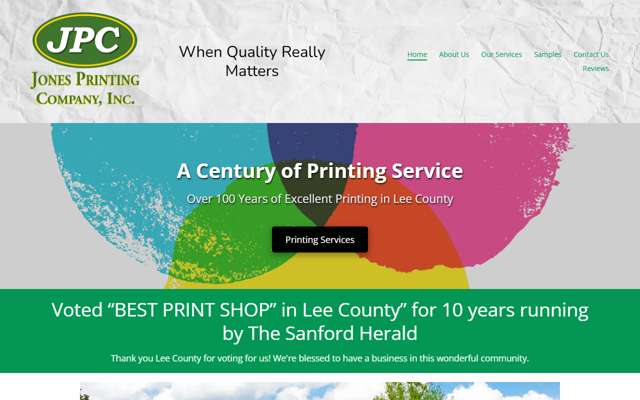 JPC
JONES PRINTING
COMPANY, INC.
When Quality Really
Matters
Home About Us Our Services Samples Contact Us
Reviews
A Century of Printing Service
Over 100 Years of Excellent Printing in Lee County
Printing Services
Voted “BEST PRINT SHOP” in Lee County” for 10 years running
by The Sanford Herald
Thank you Lee County for voting for us! We're blessed to have a business in this wonderful community.